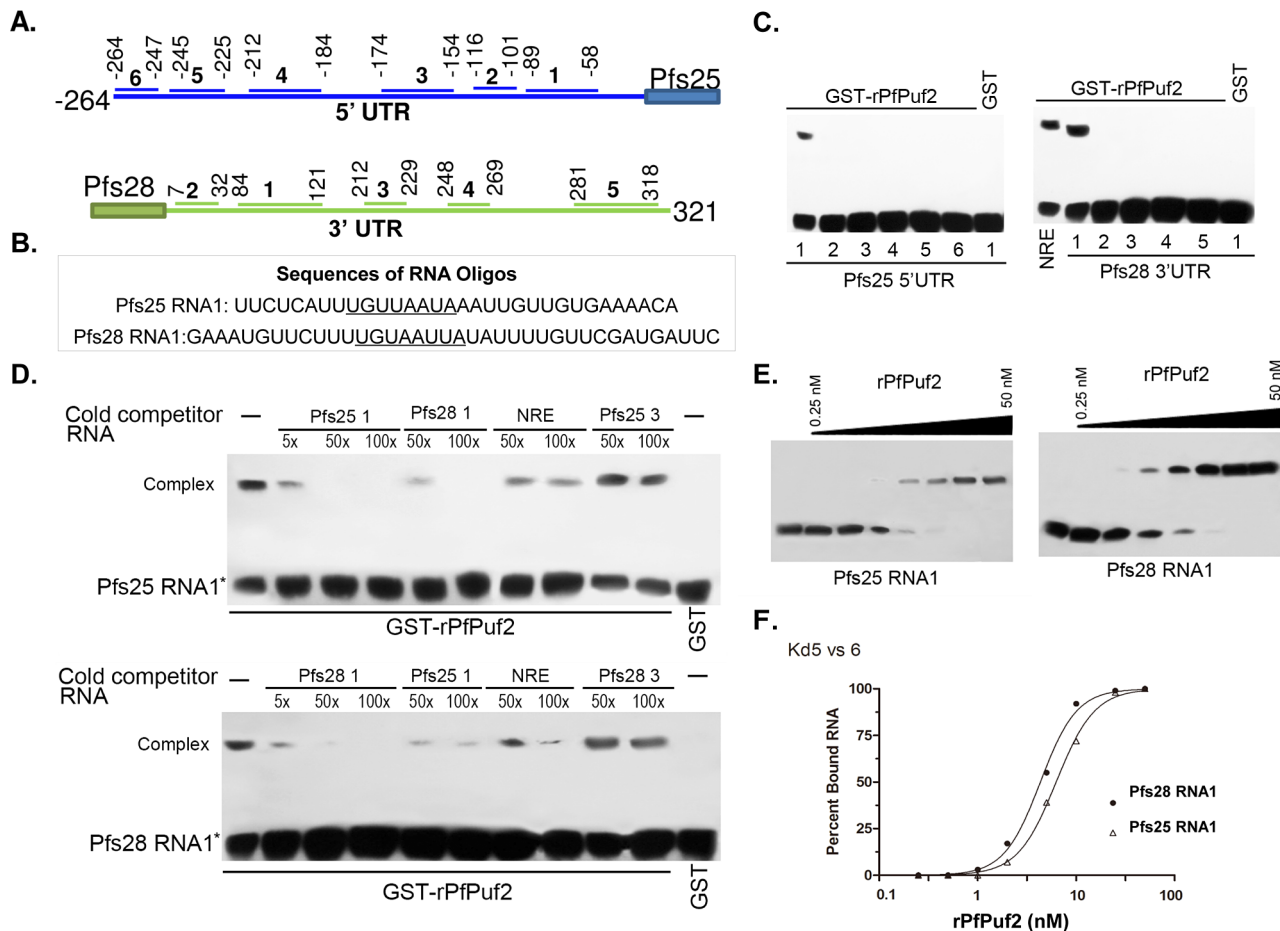 A.
-264 -247 -245 -225 -212 -184 -174 -154 -116 -101 -89 -58
6 5 4 3 2 1
-264 Pfs25
5’ UTR
Pfs28 7 32 84 121 212 229 248 269 281 318
2 1 3 4 5
321
3’ UTR
B.
Sequences of RNA Oligos
Pfs25 RNA1: UUCUCAUUUGUUAAUAAAUUGUUGUGAAAACA
Pfs28 RNA1:GAAAUGUUCUUUUGUAAUUAUAUUUUGUUCGAUGAUUC
C.
GST-rPfPuf2 GST
1 2 3 4 5 6 1
Pfs25 5’UTR
GST-rPfPuf2 GST
NRE 1 2 3 4 5 1
Pfs28 3’UTR
D.
Cold competitor RNA — Pfs25 1 Pfs28 1 NRE Pfs25 3 —
5x 50x 100x 50x 100x 50x 100x 50x 100x
Complex
Pfs25 RNA1*
GST-rPfPuf2 GST
Cold competitor RNA — Pfs28 1 Pfs25 1 NRE Pfs28 3 —
5x 50x 100x 50x 100x 50x 100x 50x 100x
Complex
Pfs28 RNA1*
GST-rPfPuf2 GST
E.
rPfPuf2
0.25 nM 50 nM
Pfs25 RNA1
rPfPuf2
0.25 nM 50 nM
Pfs28 RNA1
F.
Kd5 vs 6
Percent Bound RNA
100
75
50
25
0
0.1 1 10 100
rPfPuf2 (nM)
Pfs28 RNA1
Pfs25 RNA1